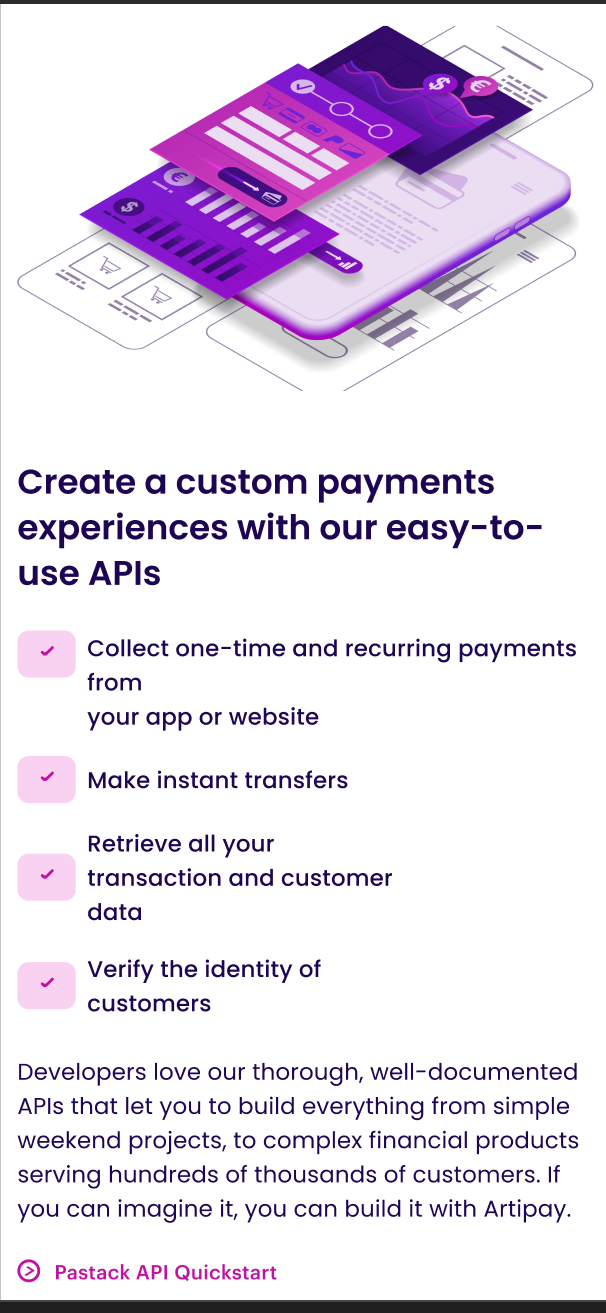 Create a custom payments
experiences with our easy-to-
use APIs
Collect one-time and recurring payments
from
your app or website
Make instant transfers
Retrieve all your
transaction and customer
data
Verify the identity of
customers
Developers love our thorough, well-documented
APIs that let you to build everything from simple
weekend projects, to complex financial products
serving hundreds of thousands of customers. If
you can imagine it, you can build it with Artipay.
Pastack API Quickstart